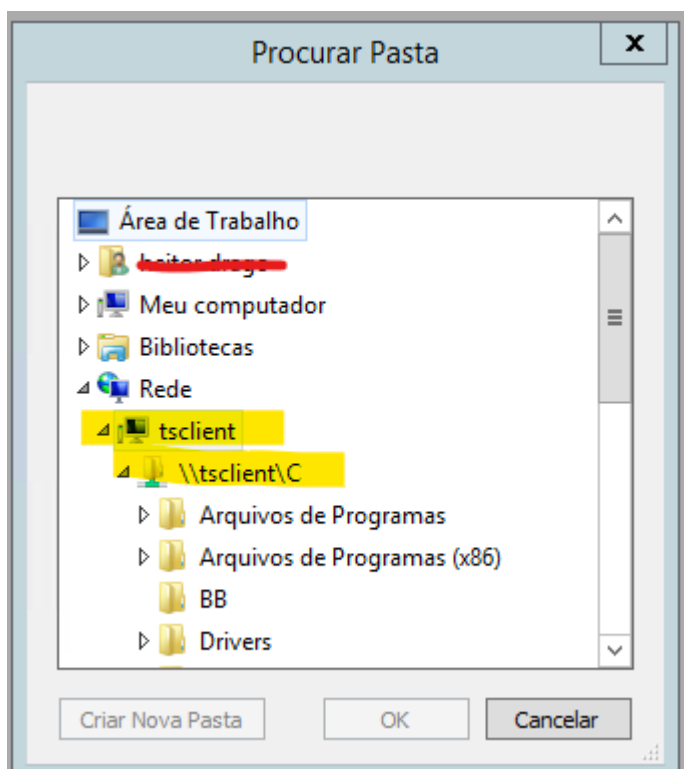 Procurar Pasta
x
Área de Trabalho
Meu computador
Bibliotecas
Rede
tsclient
\\tsclient\C
Arquivos de Programas
Arquivos de Programas (x86)
BB
Drivers
Criar Nova Pasta
OK
Cancelar